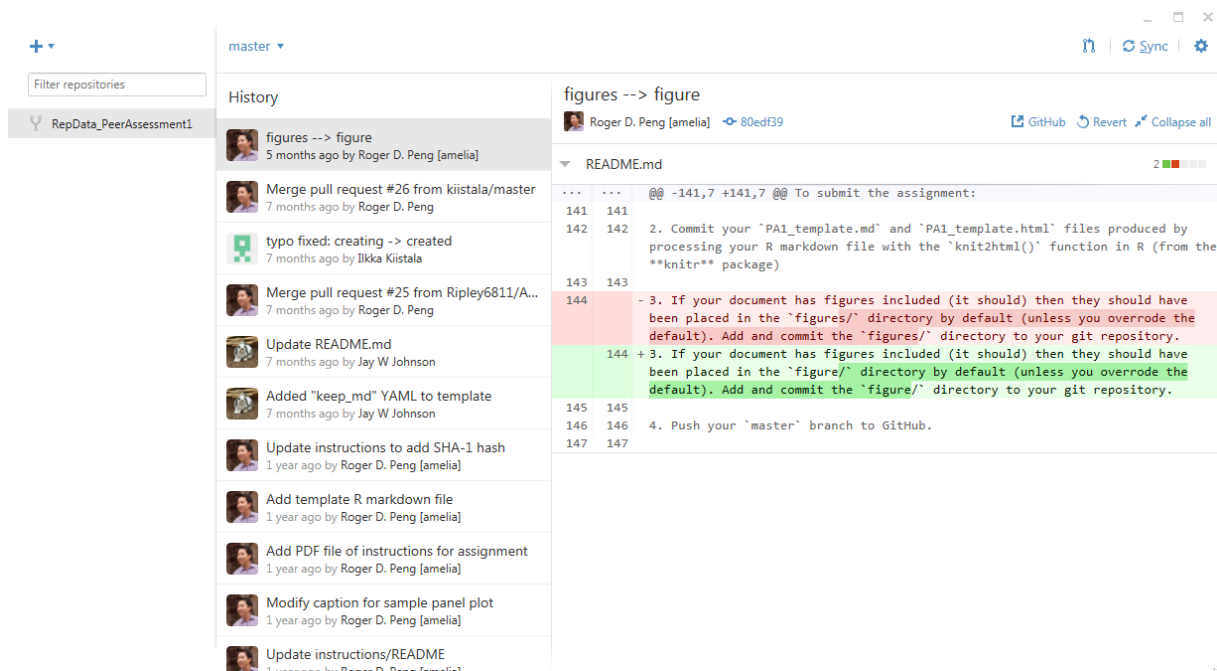 master
Sync
Filter repositories
RepData_PeerAssessment1
History
figures --> figure
5 months ago by Roger D. Peng [amelia]
Merge pull request #26 from kiistala/master
7 months ago by Roger D. Peng
typo fixed: creating -> created
7 months ago by Ilkka Kiistala
Merge pull request #25 from Ripley6811/A...
7 months ago by Roger D. Peng
Update README.md
7 months ago by Jay W Johnson
Added "keep_md" YAML to template
7 months ago by Jay W Johnson
Update instructions to add SHA-1 hash
1 year ago by Roger D. Peng [amelia]
Add template R markdown file
1 year ago by Roger D. Peng [amelia]
Add PDF file of instructions for assignment
1 year ago by Roger D. Peng [amelia]
Modify caption for sample panel plot
1 year ago by Roger D. Peng [amelia]
Update instructions/README
1 year ago by Roger D. Peng [amelia]
figures --> figure
Roger D. Peng [amelia] 80edf39 GitHub Revert Collapse all
README.md 2
... ... @@ -141,7 +141,7 @@ To submit the assignment:
141 141
142 142 2. Commit your `PA1_template.md` and `PA1_template.html` files produced by
processing your R markdown file with the `knit2html()` function in R (from the
**knitr** package)
143 143
144 - 3. If your document has figures included (it should) then they should have
been placed in the `figures/` directory by default (unless you overrode the
default). Add and commit the `figures/` directory to your git repository.
144 + 3. If your document has figures included (it should) then they should have
been placed in the `figure/` directory by default (unless you overrode the
default). Add and commit the `figure/` directory to your git repository.
145 145
146 146 4. Push your `master` branch to GitHub.
147 147